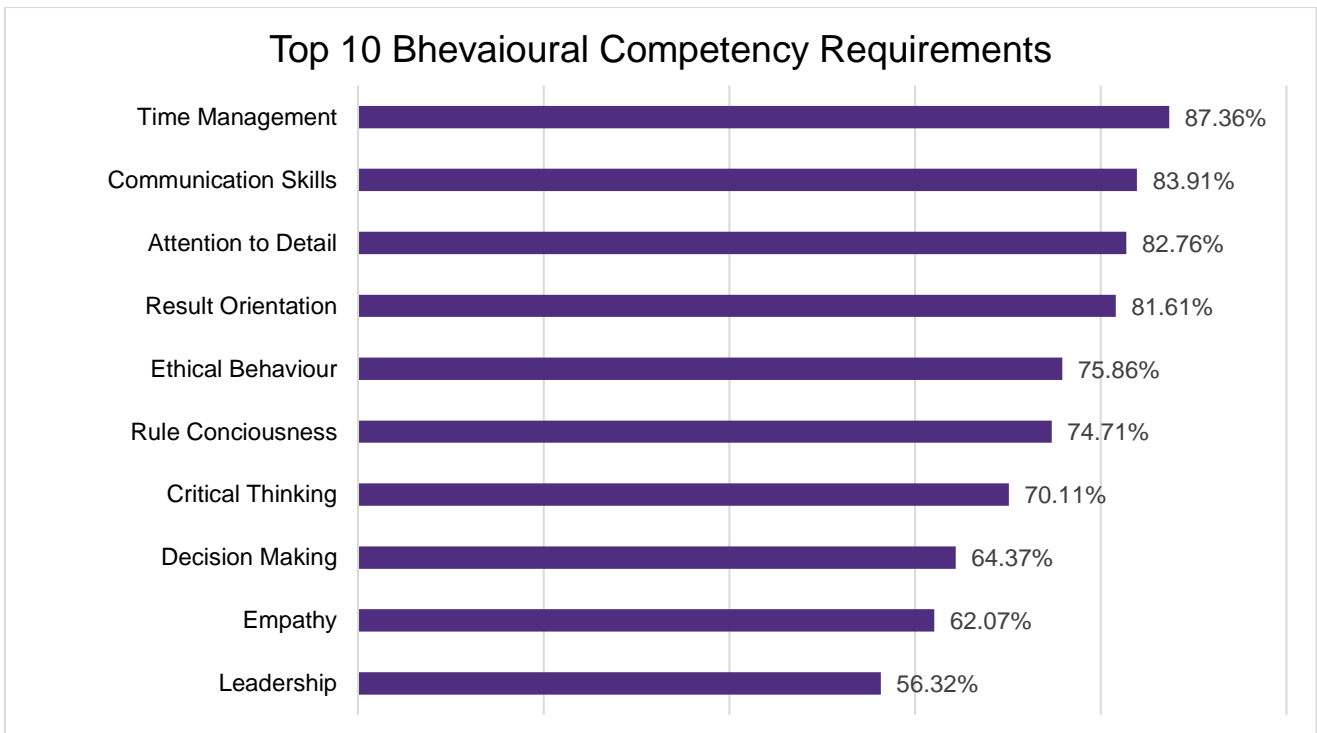 Top 10 Bhevaioural Competency Requirements
Time Management 87.36%
Communication Skills 83.91%
Attention to Detail 82.76%
Result Orientation 81.61%
Ethical Behaviour 75.86%
Rule Conciousness 74.71%
Critical Thinking 70.11%
Decision Making 64.37%
Empathy 62.07%
Leadership 56.32%